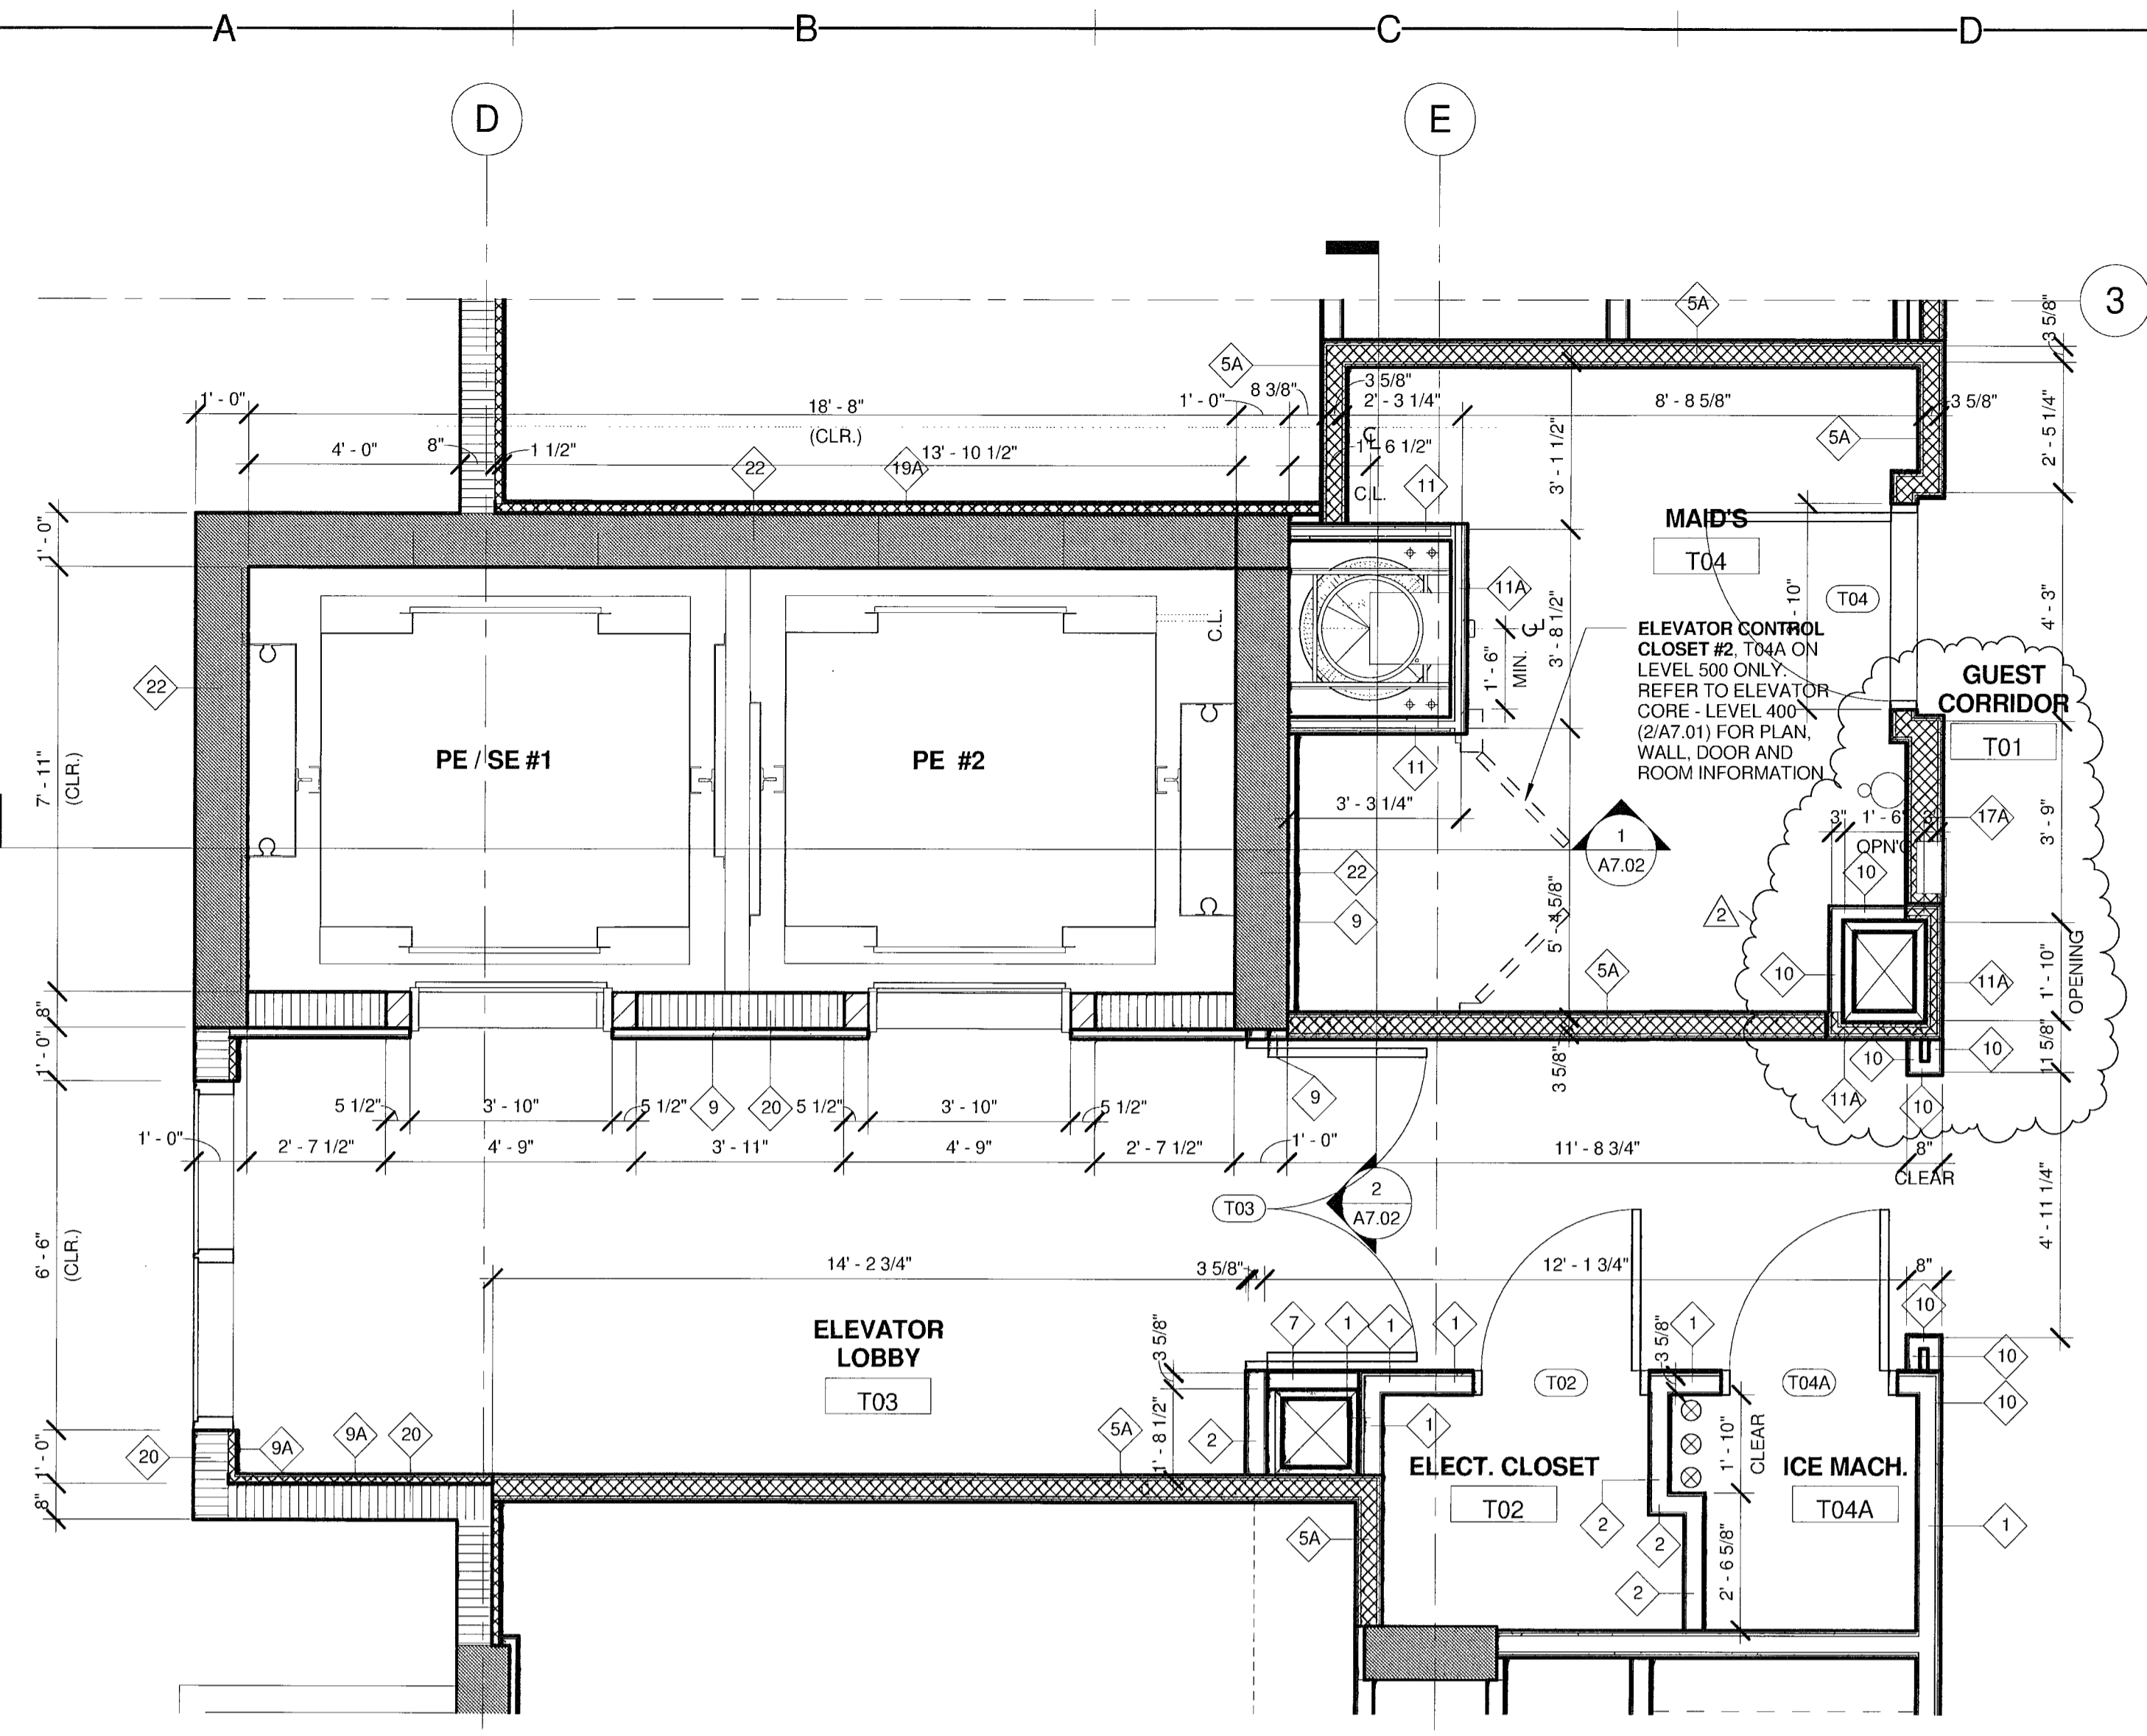 A B C D
D E
3
5A
3 5/8"
5A
3 5/8"
1' - 0" 18' - 8" 1' - 0" 8 3/8" 2' - 3 1/4" 8' - 8 5/8" 3 5/8"
(CLR.)
5A
2' - 5 1/4"
4' - 0" 8" 1 1/2" 22 19A 13' - 10 1/2" 6 1/2"
C.L.
11
3' - 1 1/2"
1' - 0"
MAID'S
T04
T04
4' - 3"
11A
C.L.
3' - 8 1/2"
1' - 6"
MIN.
ELEVATOR CONTROL
CLOSET #2, T04A ON
LEVEL 500 ONLY.
REFER TO ELEVATOR
CORE - LEVEL 400
(2/A7.01) FOR PLAN,
WALL, DOOR AND
ROOM INFORMATION
GUEST
CORRIDOR
T01
22
PE / SE #1
PE #2
11
7' - 11"
(CLR.)
3' - 3 1/4"
1
A7.02
3" 1' - 6" 3"
OPN'G
17A
3' - 9"
22
10
9
2
5' - 4 5/8"
5A
10
11A
1' - 10"
OPENING
8"
1' - 0"
3 5/8"
10
10
11 5/8"
9
11A
10
5 1/2" 3' - 10" 5 1/2" 9 20 5 1/2" 3' - 10" 5 1/2"
1' - 0" 2' - 7 1/2" 4' - 9" 3' - 11" 4' - 9" 2' - 7 1/2" 1' - 0" 11' - 8 3/4" 8"
CLEAR
T03
2
A7.02
4' - 11 1/4"
6' - 6"
(CLR.)
14' - 2 3/4" 3 5/8" 12' - 1 3/4" 8"
ELEVATOR
LOBBY
T03
3 5/8"
7 1 1 1
3 5/8"
1
10
10
T02
T04A
10
1' - 8 1/2"
9A 9A 20
20
5A
2
1
1' - 10"
CLEAR
1' - 0"
8"
ELECT. CLOSET
T02
ICE MACH.
T04A
5A
2
2
1
2
2' - 6 5/8"